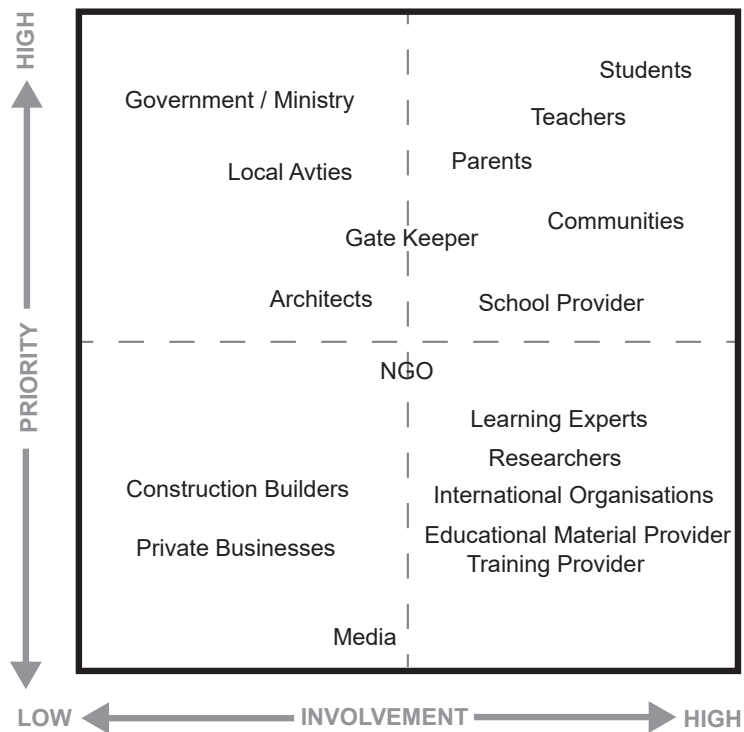 HIGH
Students
Government / Ministry
Teachers
Parents
Local Avties
Communities
Gate Keeper
Architects
School Provider
PRIORITY
NGO
Learning Experts
Researchers
Construction Builders
International Organisations
Educational Material Provider
Private Businesses
Training Provider
Media
LOW
INVOLVEMENT
HIGH